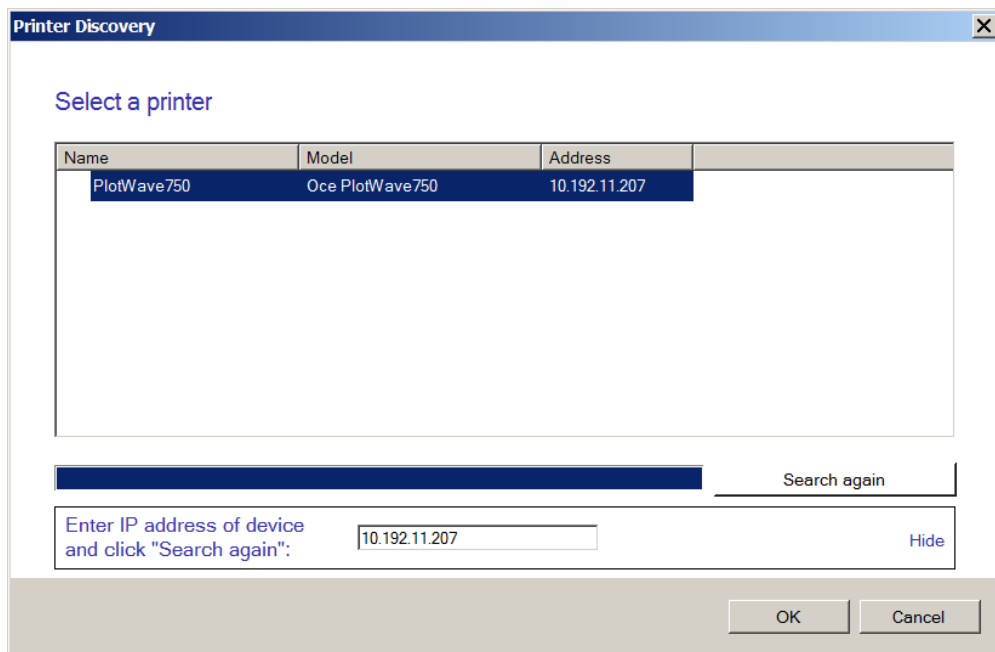 Printer Discovery
Select a printer
Name Model Address
PlotWave750 Oce PlotWave750 10.192.11.207
Search again
Enter IP address of device
and click "Search again":
10.192.11.207
Hide
OK Cancel